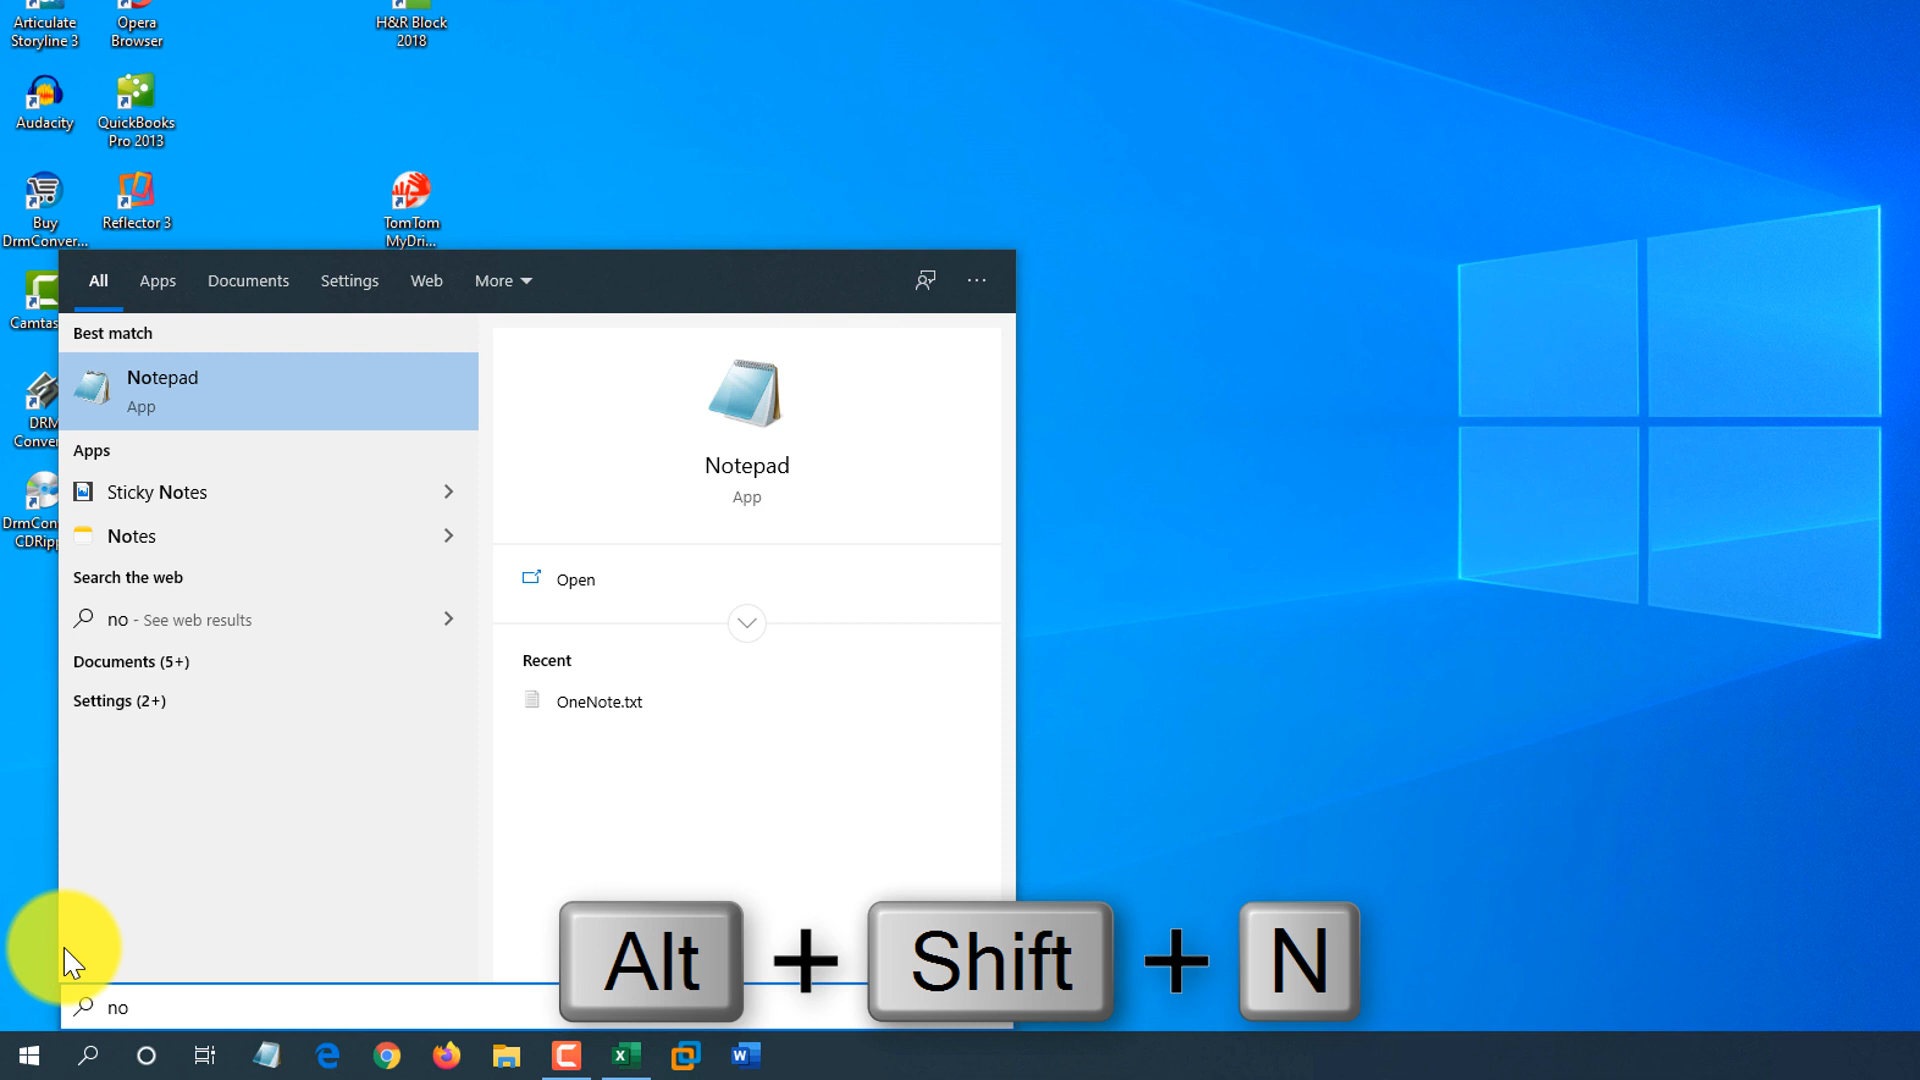 Articulate
Storyline 3
Opera
Browser
H&R Block
2018
Audacity
QuickBooks
Pro 2013
Buy
DrmConver...
Reflector 3
TomTom
MyDri...
Camtas
DRM
Conver
DrmCon
CDRipp
All Apps Documents Settings Web More
Best match
Notepad
App
Apps
Sticky Notes
Notes
Search the web
no - See web results
Documents (5+)
Settings (2+)
Notepad
App
Open
Recent
OneNote.txt
Alt + Shift + N
no